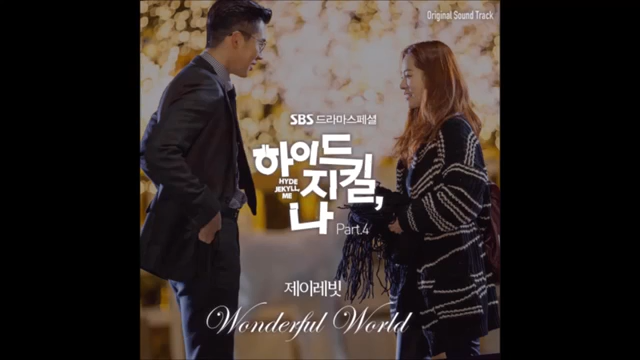 Original Sound Track
SBS 드라마스페셜
하이드
HYDE
JEKYLL,
ME
지킬,
나
Part.4
제이레빗
Wonderful World